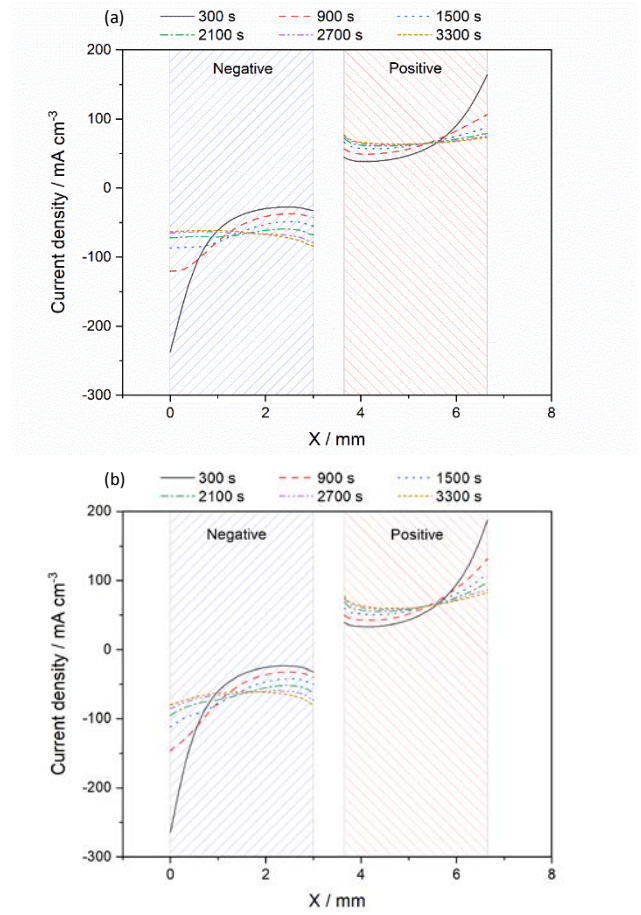 (a)
300 s 900 s 1500 s
2100 s 2700 s 3300 s
200
100
0
-100
-200
-300
Negative Positive
Current density / mA cm⁻³
0 2 4 6 8
X / mm
(b)
300 s 900 s 1500 s
2100 s 2700 s 3300 s
200
100
0
-100
-200
-300
Negative Positive
Current density / mA cm⁻³
0 2 4 6 8
X / mm